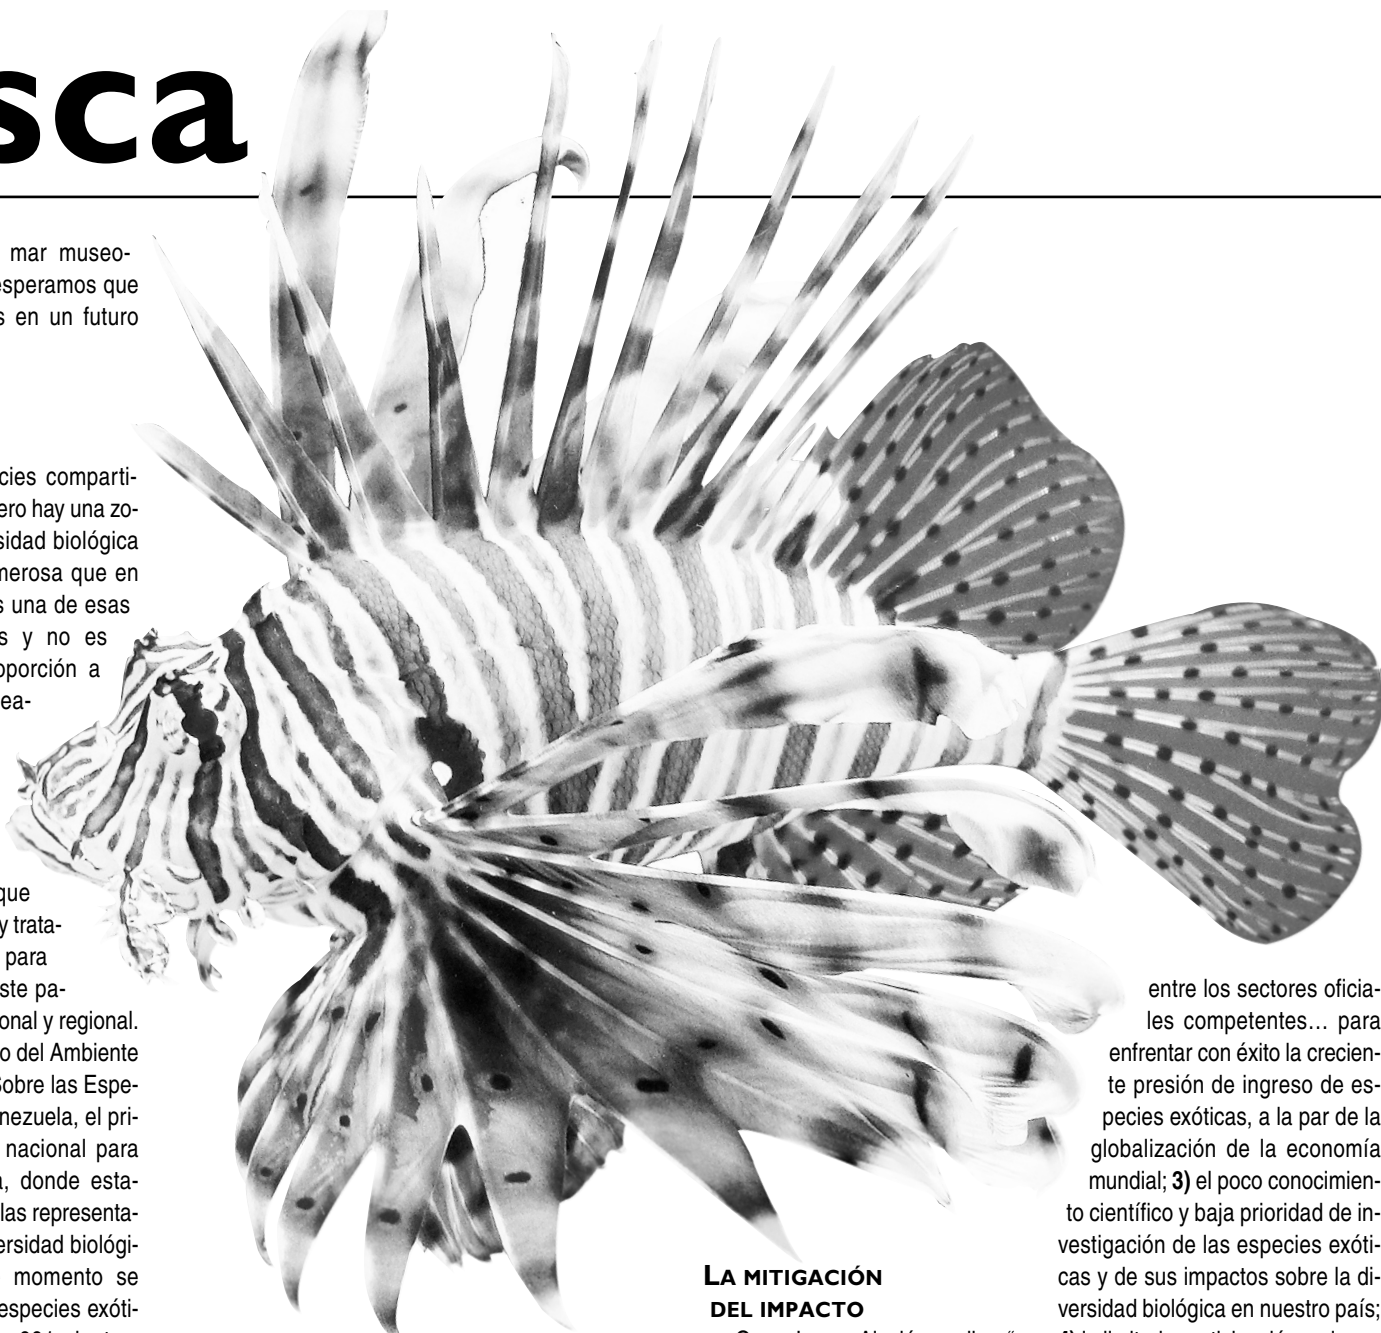 sca
mar museo-
esperamos que
s en un futuro
cies comparti-
ero hay una zo-
sidad biológica
merosa que en
s una de esas
s y no es
oporción a
ea-
que
y trata-
para
ste pa-
onal y regional.
o del Ambiente
Sobre las Espe-
nezuela, el pri-
nacional para
a, donde esta-
las representa-
ersidad biológi-
momento se
especies exóti-
LA MITIGACIÓN
DEL IMPACTO
entre los sectores oficia-
les competentes... para
enfrentar con éxito la crecien-
te presión de ingreso de es-
pecies exóticas, a la par de la
globalización de la economía
mundial; 3) el poco conocimien-
to científico y baja prioridad de in-
vestigación de las especies exóti-
cas y de sus impactos sobre la di-
versidad biológica en nuestro país;